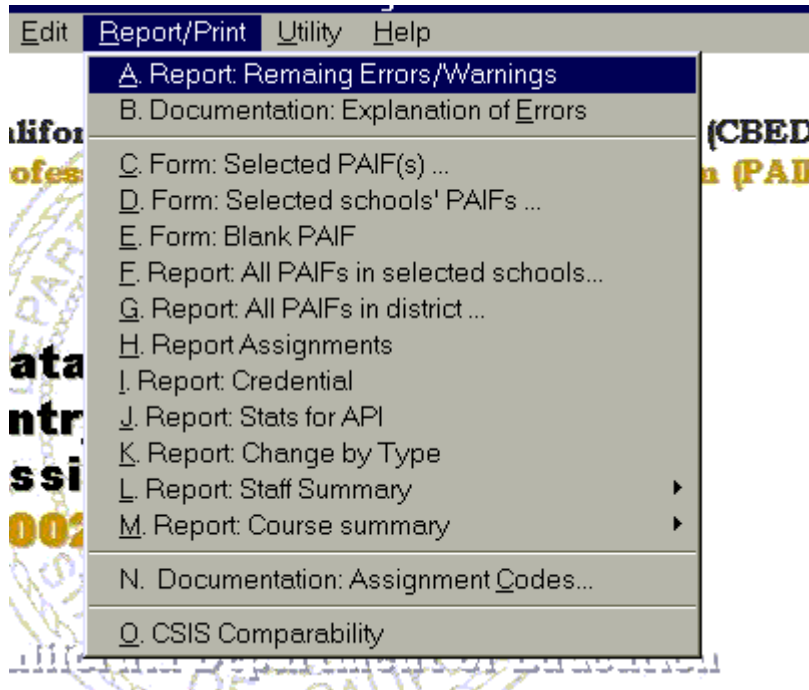 Edit Report/Print Utility Help
A. Report: Remaing Errors/Warnings
B. Documentation: Explanation of Errors
(CBED
C. Form: Selected PAIF(s) ...
D. Form: Selected schools' PAIFs ...
E. Form: Blank PAIF
F. Report: All PAIFs in selected schools...
G. Report: All PAIFs in district ...
H. Report Assignments
I. Report: Credential
J. Report: Stats for API
K. Report: Change by Type
L. Report: Staff Summary
M. Report: Course summary
N. Documentation: Assignment Codes...
O. CSIS Comparability